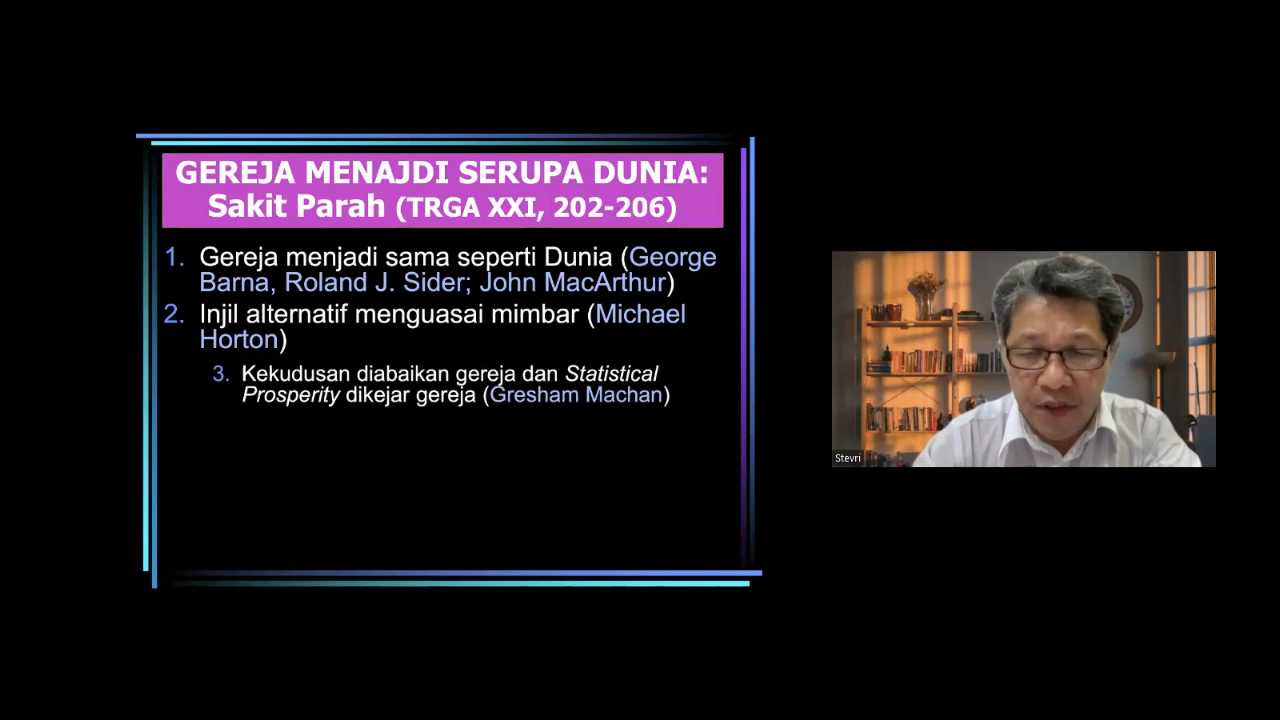 GEREJA MENAJDI SERUPA DUNIA:
Sakit Parah (TRGA XXI, 202-206)
1. Gereja menjadi sama seperti Dunia (George
Barna, Roland J. Sider; John MacArthur)
2. Injil alternatif menguasai mimbar (Michael
Horton)
3. Kekudusan diabaikan gereja dan Statistical
Prosperity dikejar gereja (Gresham Machan)
Stevri